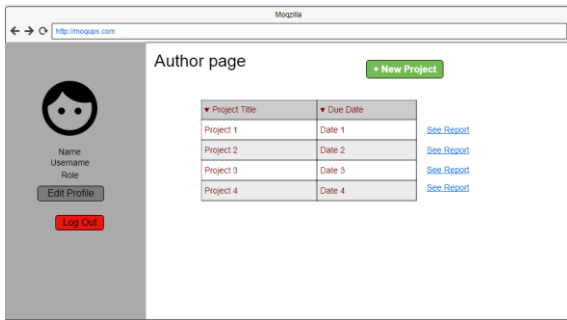 Moqzilla
http://moqups.com
Author page
+ New Project
Name
Username
Role
Edit Profile
Log Out
▼ Project Title ▼ Due Date
Project 1 Date 1 See Report
Project 2 Date 2 See Report
Project 3 Date 3 See Report
Project 4 Date 4 See Report